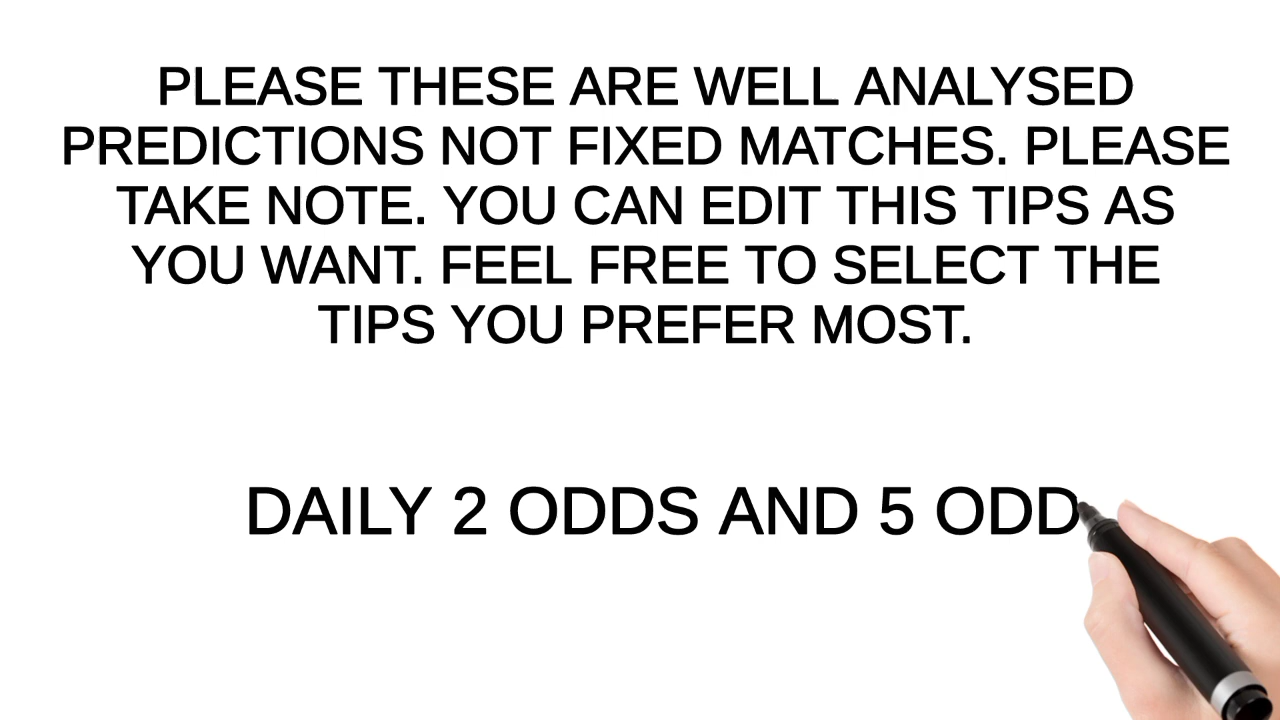 PLEASE THESE ARE WELL ANALYSED
PREDICTIONS NOT FIXED MATCHES. PLEASE
TAKE NOTE. YOU CAN EDIT THIS TIPS AS
YOU WANT. FEEL FREE TO SELECT THE
TIPS YOU PREFER MOST.
DAILY 2 ODDS AND 5 ODD